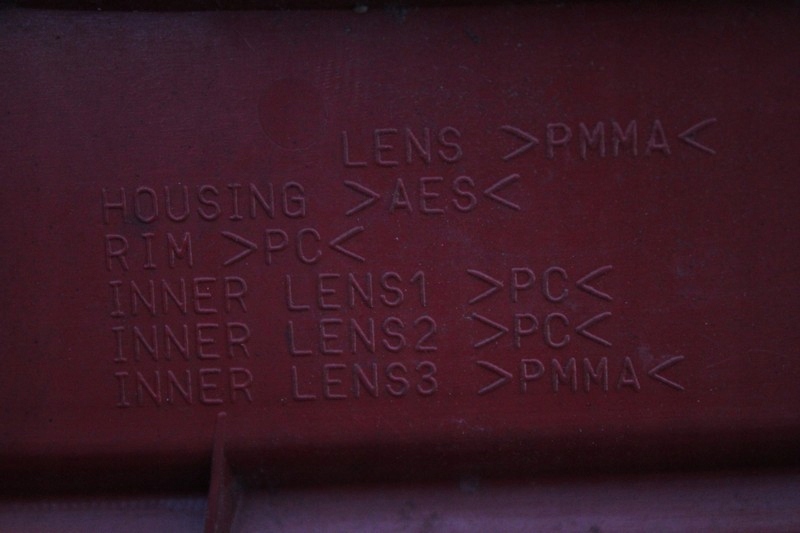 LENS >PMMA<
HOUSING >AES<
RIM >PC<
INNER LENS1 >PC<
INNER LENS2 >PC<
INNER LENS3 >PMMA<